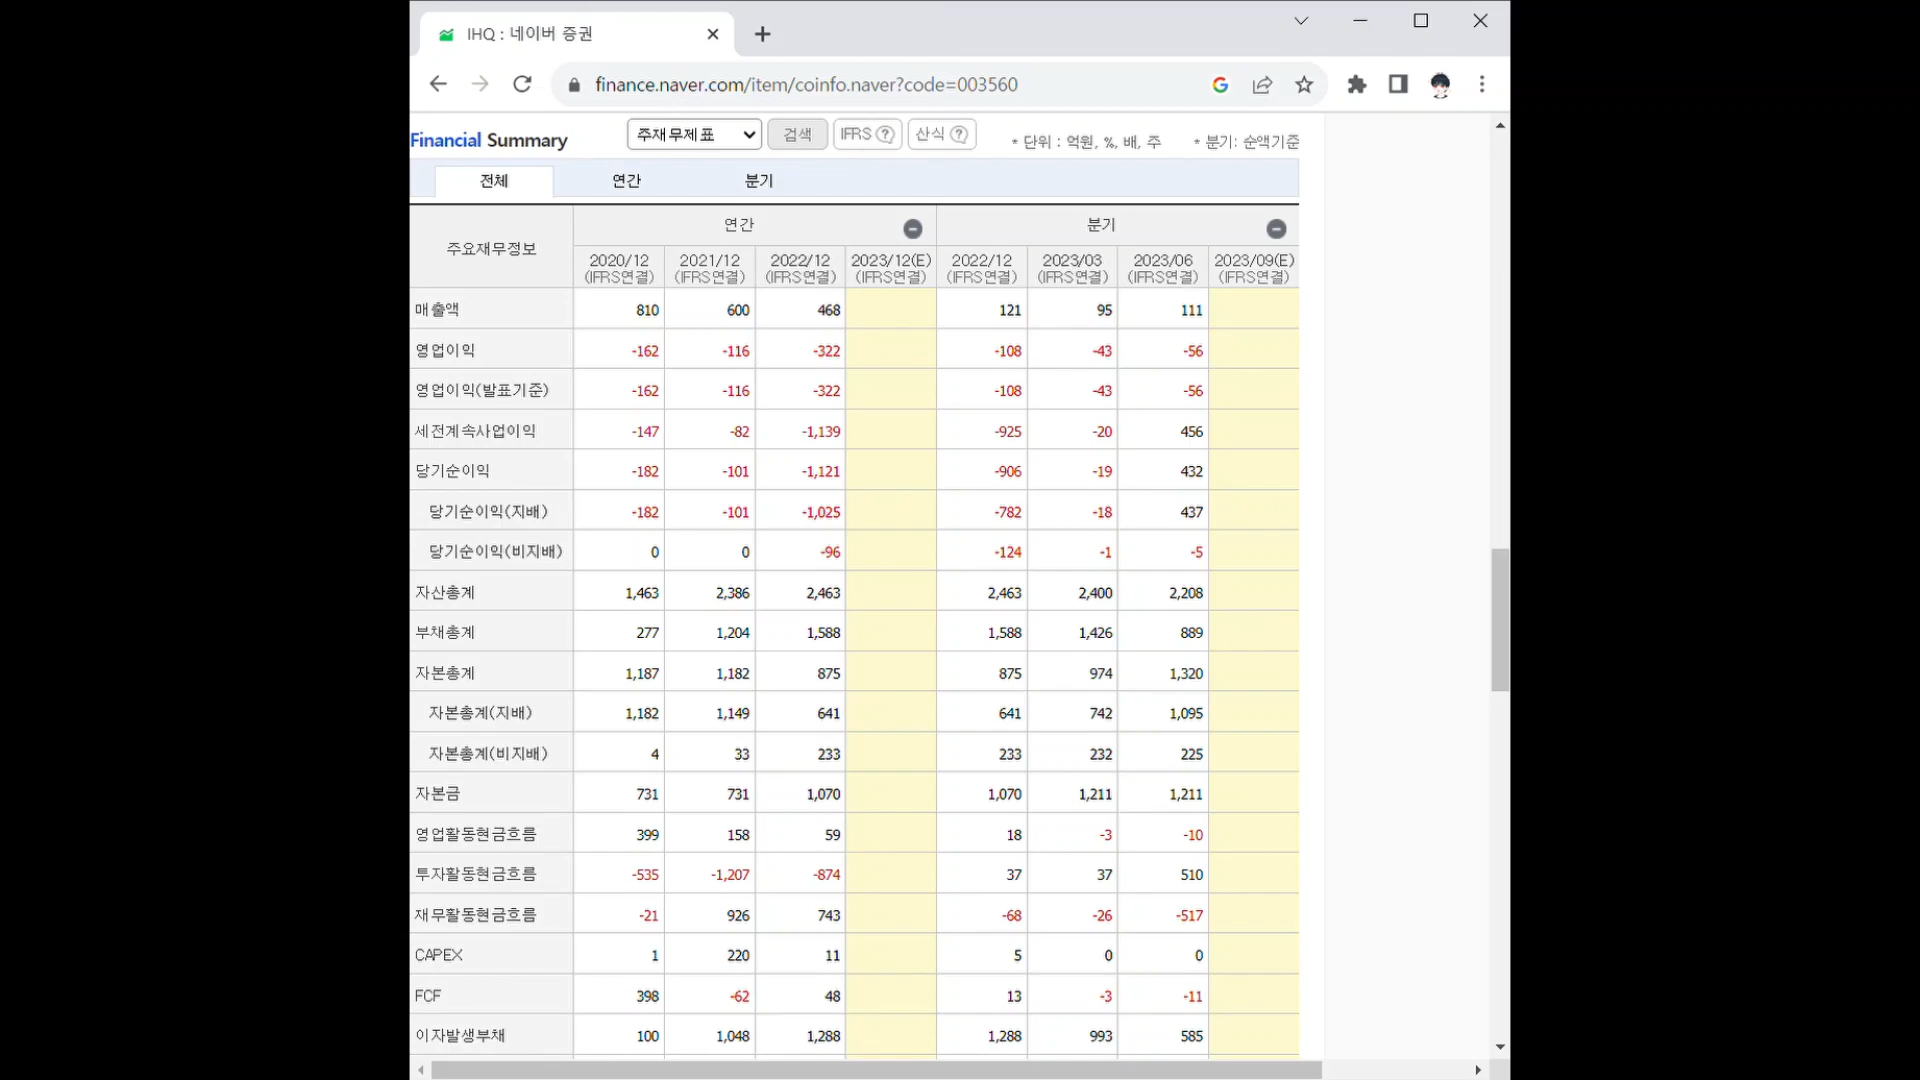 IHQ : 네이버 증권
finance.naver.com/item/coinfo.naver?code=003560
Financial Summary 주재무제표 검색 IFRS ? 산식 ? * 단위 : 억원, %, 배, 주 * 분기: 순액기준
전체 연간 분기
주요재무정보 연간 분기
2020/12 2021/12 2022/12 2023/12(E) 2022/12 2023/03 2023/06 2023/09(E)
(IFRS연결) (IFRS연결) (IFRS연결) (IFRS연결) (IFRS연결) (IFRS연결) (IFRS연결) (IFRS연결)
매출액 810 600 468 121 95 111
영업이익 -162 -116 -322 -108 -43 -56
영업이익(발표기준) -162 -116 -322 -108 -43 -56
세전계속사업이익 -147 -82 -1,139 -925 -20 456
당기순이익 -182 -101 -1,121 -906 -19 432
당기순이익(지배) -182 -101 -1,025 -782 -18 437
당기순이익(비지배) 0 0 -96 -124 -1 -5
자산총계 1,463 2,386 2,463 2,463 2,400 2,208
부채총계 277 1,204 1,588 1,588 1,426 889
자본총계 1,187 1,182 875 875 974 1,320
자본총계(지배) 1,182 1,149 641 641 742 1,095
자본총계(비지배) 4 33 233 233 232 225
자본금 731 731 1,070 1,070 1,211 1,211
영업활동현금흐름 399 158 59 18 -3 -10
투자활동현금흐름 -535 -1,207 -874 37 37 510
재무활동현금흐름 -21 926 743 -68 -26 -517
CAPEX 1 220 11 5 0 0
FCF 398 -62 48 13 -3 -11
이자발생부채 100 1,048 1,288 1,288 993 585